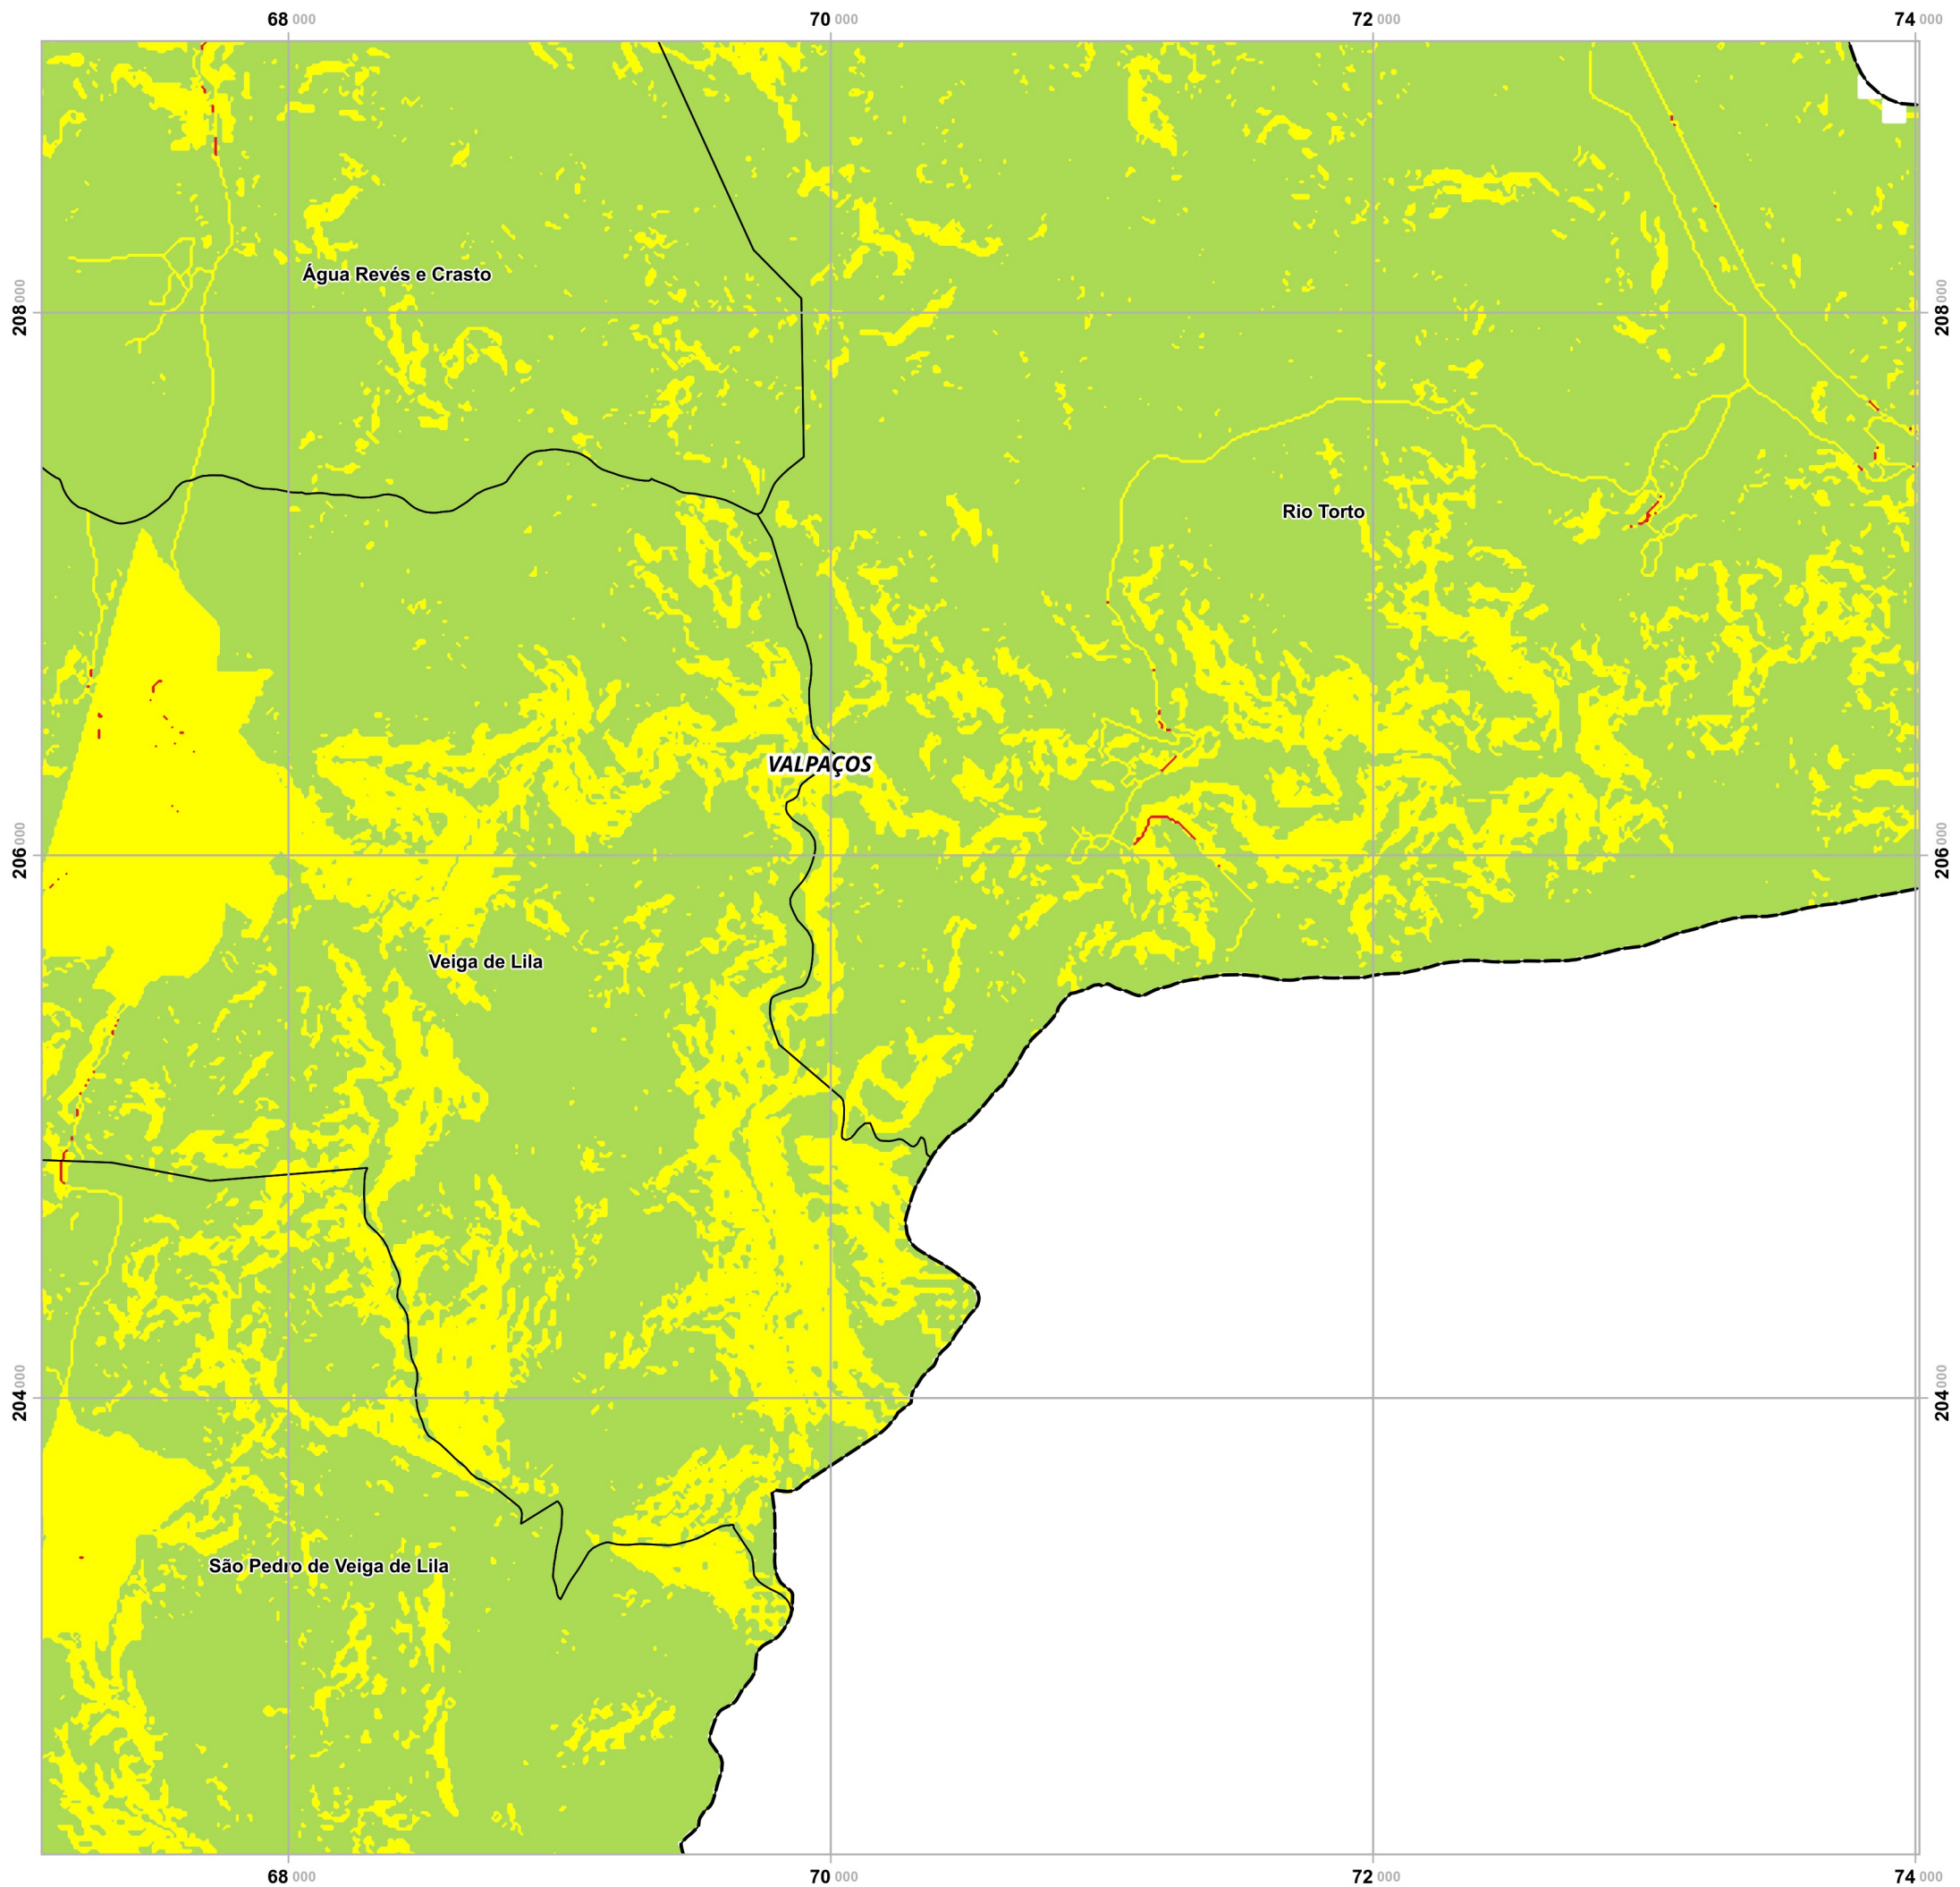 68 000 70 000 72 000 74 000
Água Revés e Crasto
208 000 208 000
Rio Torto
VALPAÇOS
206 000 206 000
Veiga de Lila
204 000 204 000
São Pedro de Veiga de Lila
68 000 70 000 72 000 74 000